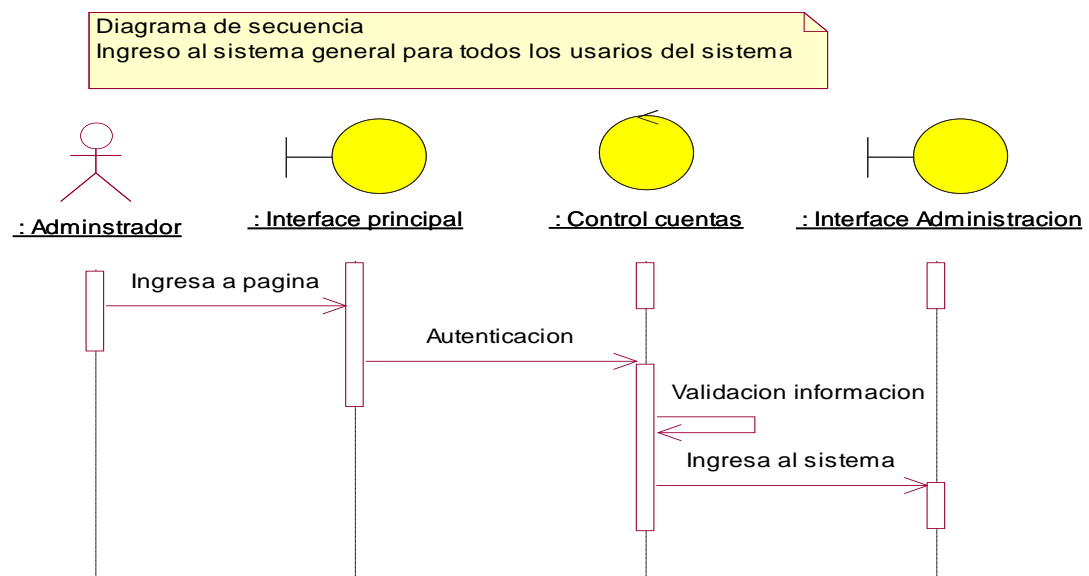 Diagrama de secuencia
Ingreso al sistema general para todos los usarios del sistema
: Adminstrador
: Interface principal
: Control cuentas
: Interface Administracion
Ingresa a pagina
Autenticacion
Validacion informacion
Ingresa al sistema